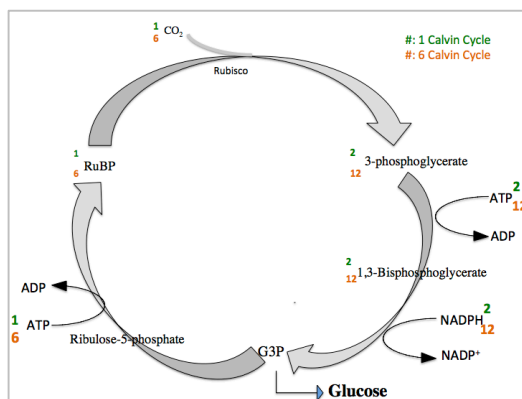 1
6 CO₂
#: 1 Calvin Cycle
#: 6 Calvin Cycle
Rubisco
1
6 RuBP
2
12 3-phosphoglycerate
ATP 2
12
ADP
2
12 1,3-Bisphosphoglycerate
ADP
1
6 ATP
Ribulose-5-phosphate
NADPH 2
12
NADP⁺
G3P
Glucose